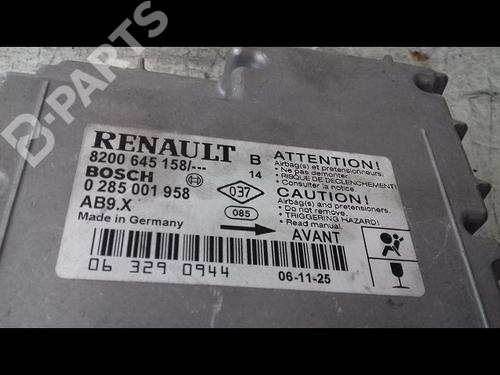 B-PARTS
RENAULT B
8200 645 158/--- 14
BOSCH
0 285 001 958
AB9.X
Made in Germany
037
085
AVANT
ATTENTION!
Airbag(s) et pretensionneurs.
• Ne pas demonter.
• RISQUE DE DECLENCHEMENT!
• Consulter la notice.
CAUTION!
Airbag(s) and pretensioners.
• Do not remove.
• TRIGGERING HAZARD!
• Read manual.
06 329 0944
06-11-25